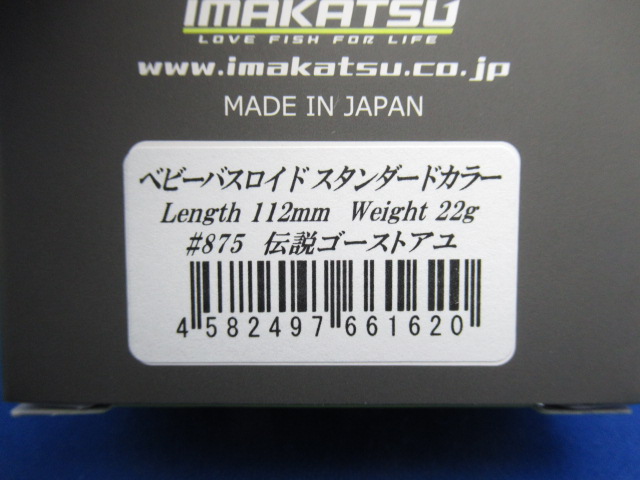 IMAKATSU
LOVE FISH FOR LIFE
www.imakatsu.co.jp
MADE IN JAPAN
ベビーバスロイド スタンダードカラー
Length 112mm Weight 22g
#875 伝説ゴーストアユ
4 582497 661620